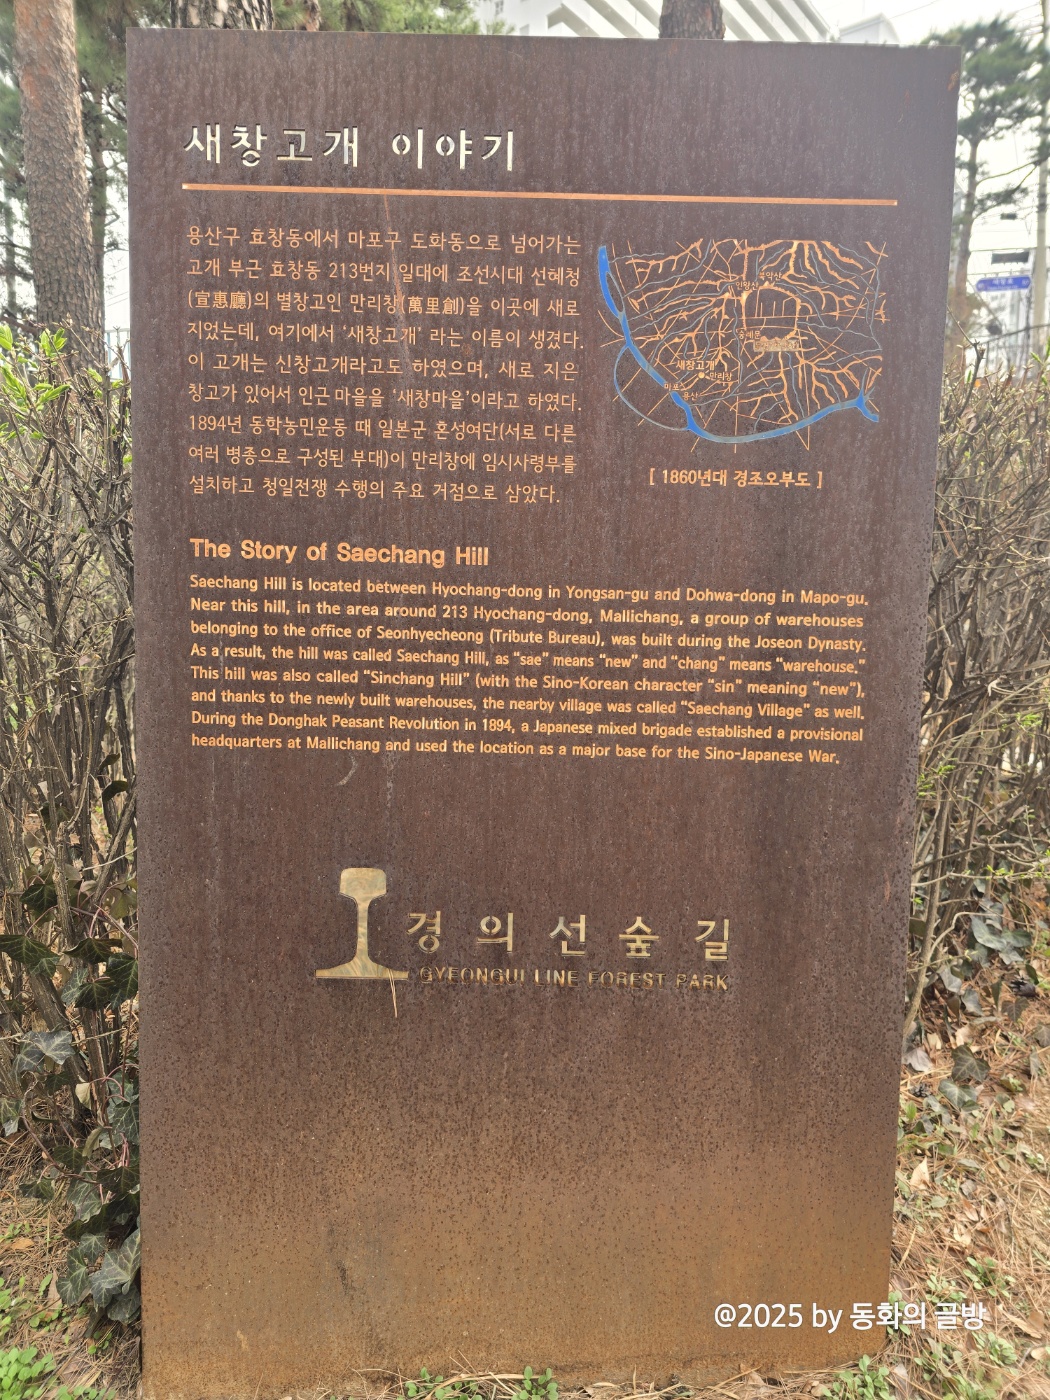 새창고개 이야기
용산구 효창동에서 마포구 도화동으로 넘어가는
고개 부근 효창동 213번지 일대에 조선시대 선혜청
(宣惠廳)의 별창고인 만리창(萬里創)을 이곳에 새로
지었는데, 여기에서 '새창고개' 라는 이름이 생겼다.
이 고개는 신창고개라고도 하였으며, 새로 지은
창고가 있어서 인근 마을을 '새창마을'이라고 하였다.
1894년 동학농민운동 때 일본군 혼성여단(서로 다른
여러 병종으로 구성된 부대)이 만리창에 임시사령부를
설치하고 청일전쟁 수행의 주요 거점으로 삼았다.
북악산
인왕산
숭례문
새창고개
만리창
마포
용산
[ 1860년대 경조오부도 ]
The Story of Saechang Hill
Saechang Hill is located between Hyochang-dong in Yongsan-gu and Dohwa-dong in Mapo-gu.
Near this hill, in the area around 213 Hyochang-dong, Mallichang, a group of warehouses
belonging to the office of Seonhyecheong (Tribute Bureau), was built during the Joseon Dynasty.
As a result, the hill was called Saechang Hill, as "sae" means "new" and "chang" means "warehouse."
This hill was also called "Sinchang Hill" (with the Sino-Korean character "sin" meaning "new"),
and thanks to the newly built warehouses, the nearby village was called "Saechang Village" as well.
During the Donghak Peasant Revolution in 1894, a Japanese mixed brigade established a provisional
headquarters at Mallichang and used the location as a major base for the Sino-Japanese War.
경의선숲길
GYEONGUI LINE FOREST PARK
@2025 by 동화의 글방